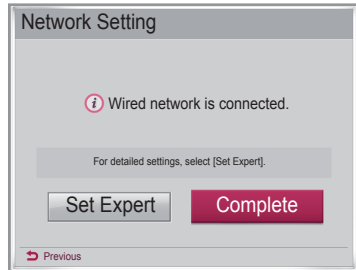 Network Setting
Wired network is connected.
For detailed settings, select [Set Expert].
Set Expert
Complete
Previous